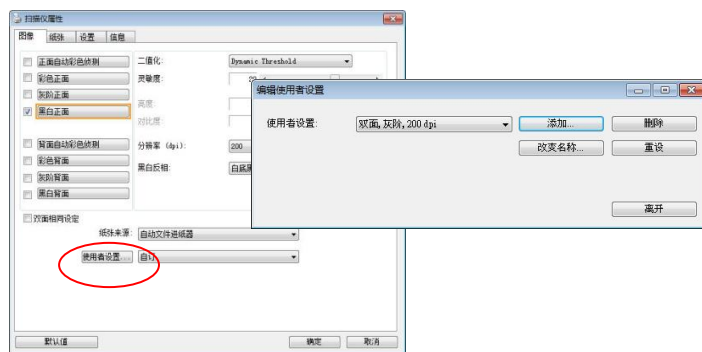 扫描仪属性
图像 纸张 设置 信息
正面自动彩色侦测
彩色正面
灰阶正面
黑白正面
背面自动彩色侦测
彩色背面
灰阶背面
黑白背面
双面相同设定
二值化: Dynamic Threshold
灵敏度:
亮度:
对比度:
分辨率 (dpi): 200
黑白反相:
纸张来源: 自动文件进纸器
使用者设置... 自订
默认值 确定 取消
编辑使用者设置
使用者设置: 双面, 灰阶, 200 dpi 添加... 删除
改变名称... 重设
离开